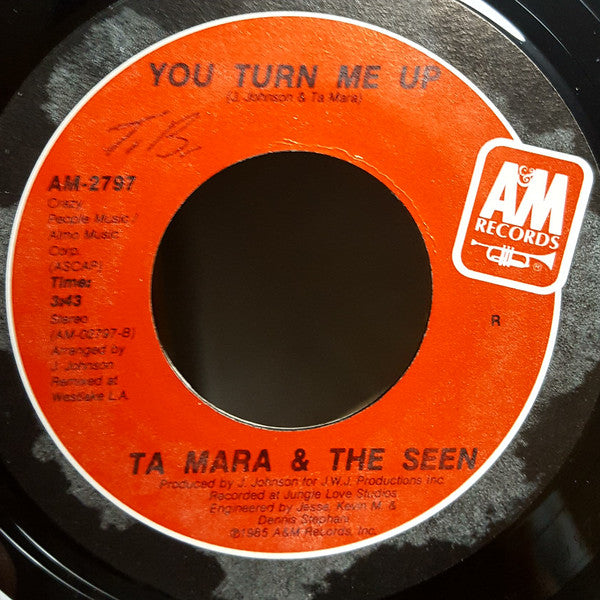 YOU TURN ME UP
(J. Johnson & Ta Mara)
AM-2797
Crazy
People Music /
Almo Music
Corp.
(ASCAP)
Time:
3:43
Stereo
(AM-02797-B)
Arranged by
J. Johnson
Remixed at
Westlake L.A.
A&M
RECORDS
®
R
TA MARA & THE SEEN
Produced by J. Johnson for J.W.J. Productions Inc.
Recorded at Jungle Love Studios
Engineered by Jesse, Kevin M. &
Dennis Stephani
℗1985 A&M Records, Inc.